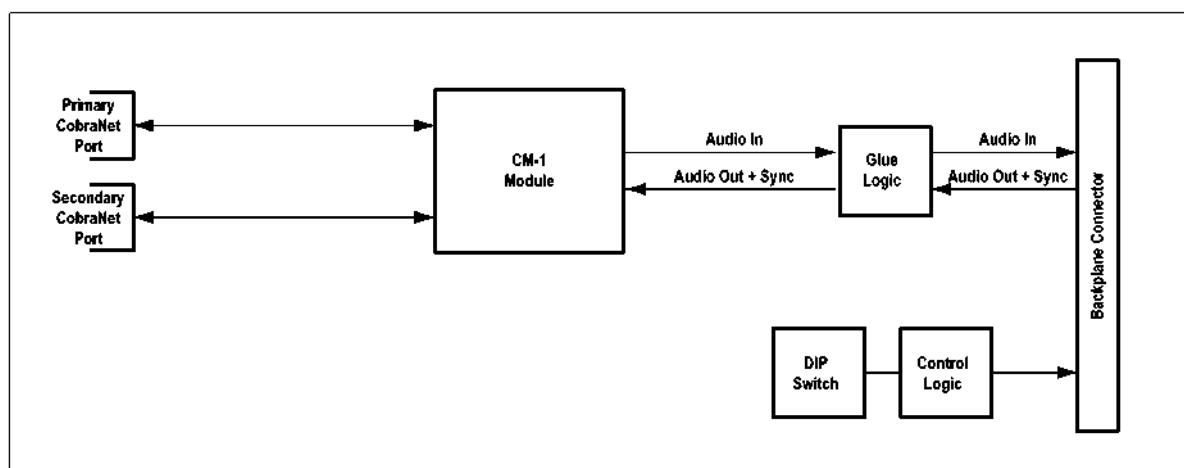 Primary
CobraNet
Port
Secondary
CobraNet
Port
CM-1
Module
Audio In
Audio Out + Sync
Glue
Logic
Audio In
Audio Out + Sync
Backplane Connector
DIP
Switch
Control
Logic